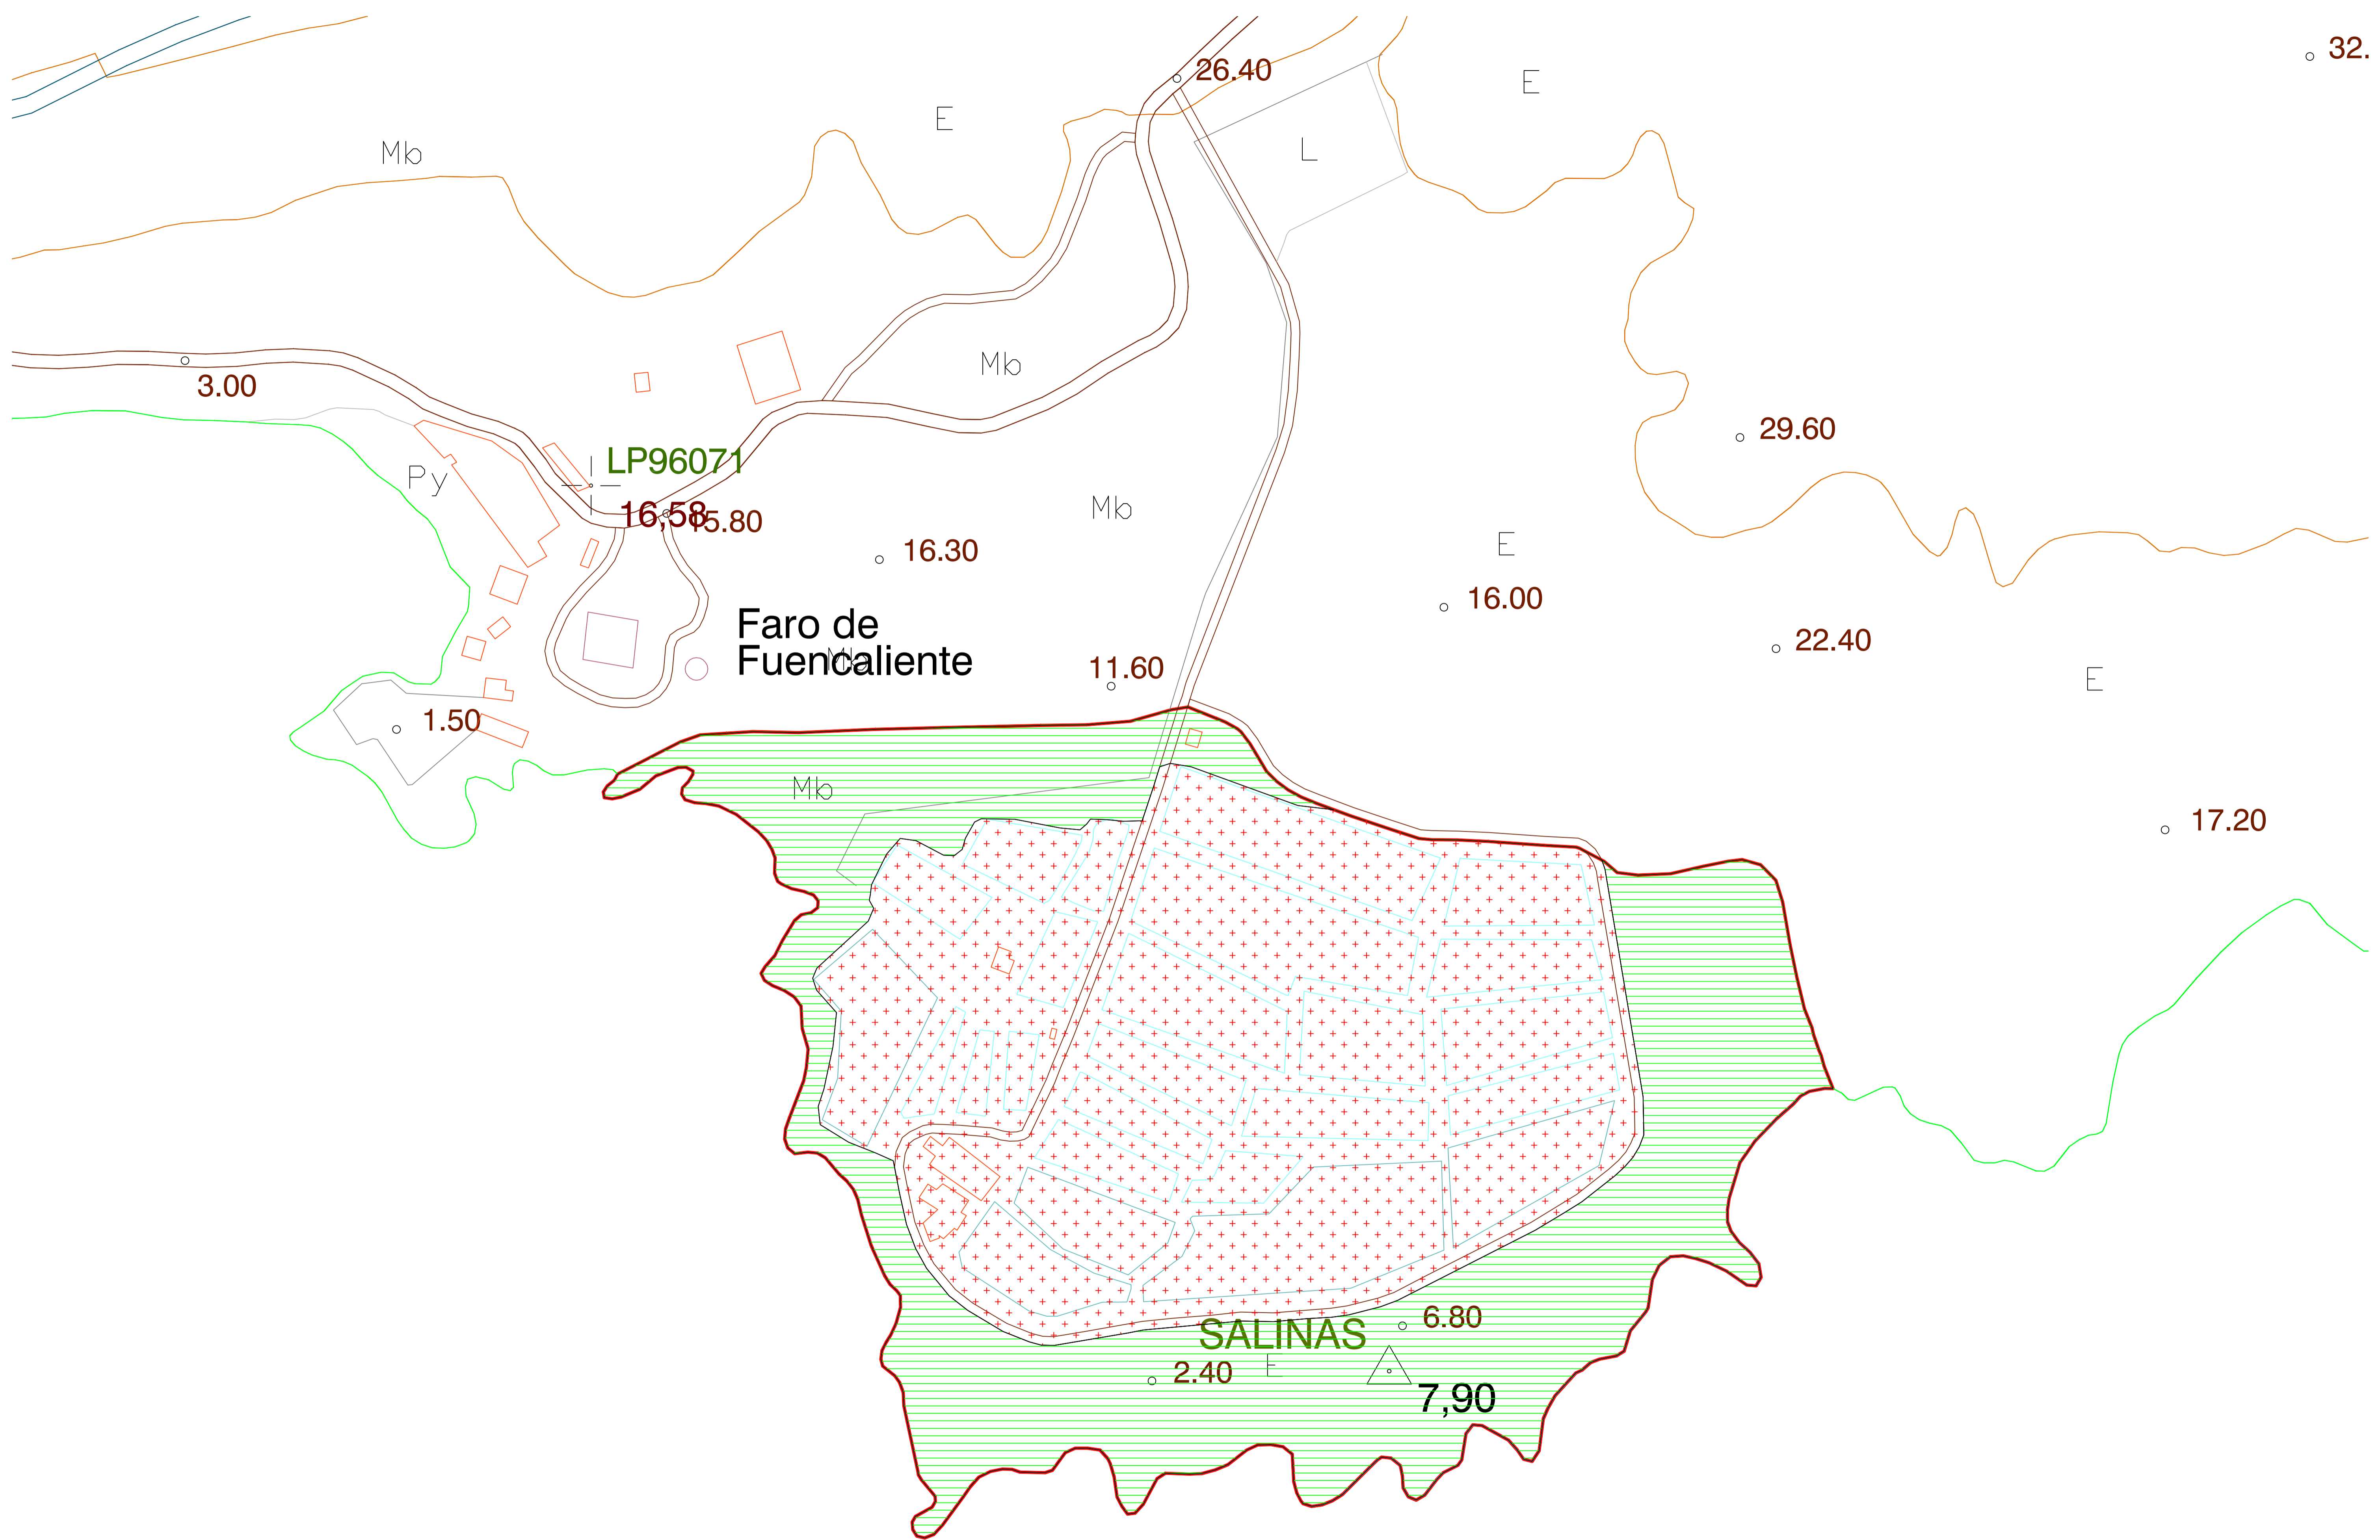 32.
26.40
E
E
Mb
L
Mb
3.00
29.60
LP96071
Py
Mb
16,58
15.80
16.30
E
16.00
Faro de
Fuencaliente
Mb
22.40
11.60
E
1.50
Mb
17.20
6.80
SALINAS
E
2.40
7,90